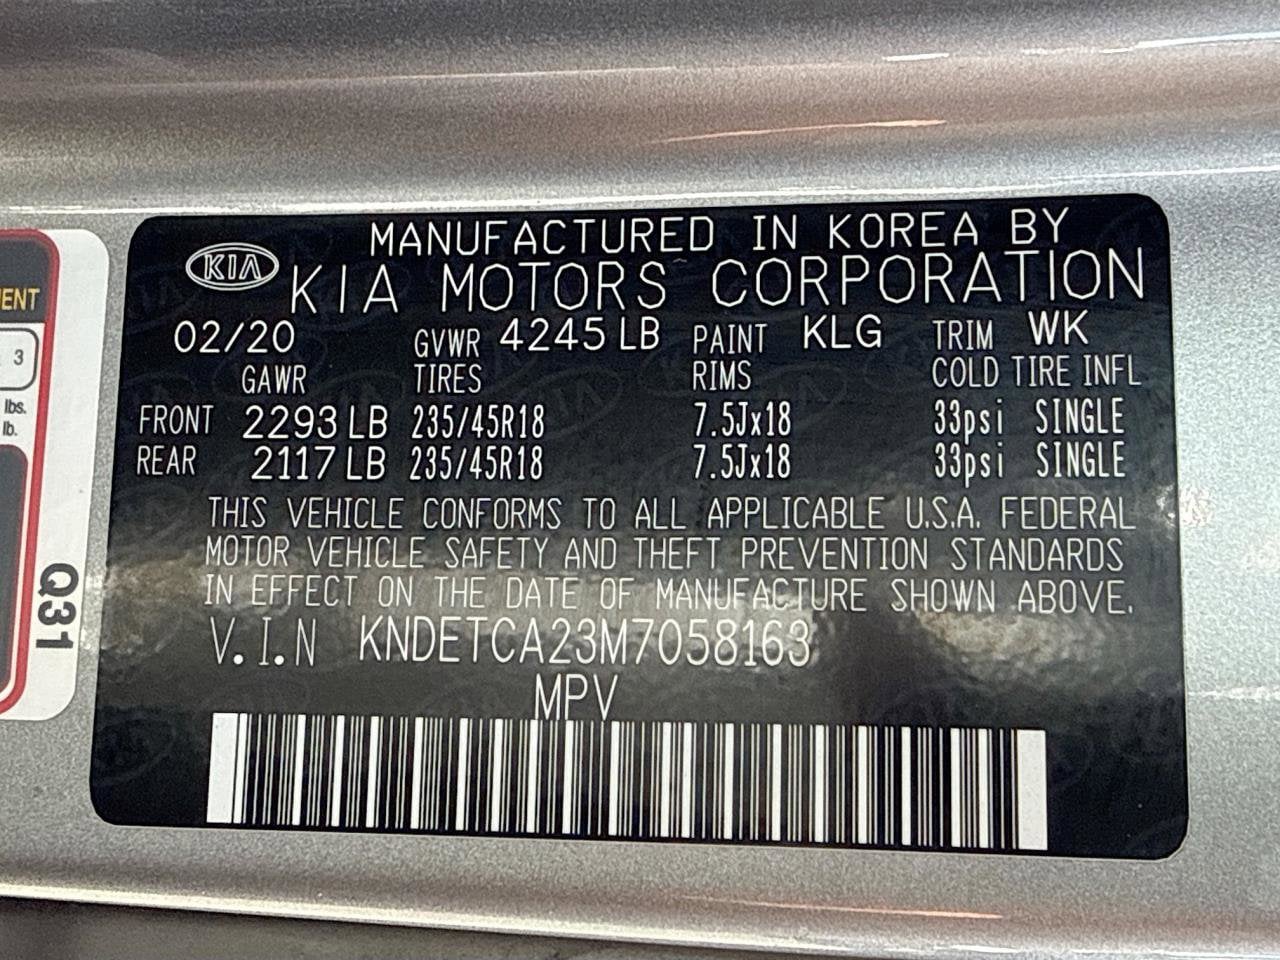 MANUFACTURED IN KOREA BY
KIA KIA MOTORS CORPORATION
02/20 GVWR 4245 LB PAINT KLG TRIM WK
GAWR TIRES RIMS COLD TIRE INFL
FRONT 2293 LB 235/45R18 7.5Jx18 33psi SINGLE
REAR 2117 LB 235/45R18 7.5Jx18 33psi SINGLE
THIS VEHICLE CONFORMS TO ALL APPLICABLE U.S.A. FEDERAL
MOTOR VEHICLE SAFETY AND THEFT PREVENTION STANDARDS
IN EFFECT ON THE DATE OF MANUFACTURE SHOWN ABOVE.
V.I.N KNDETCA23M7058163
MPV
3
lbs.
lb.
Q31